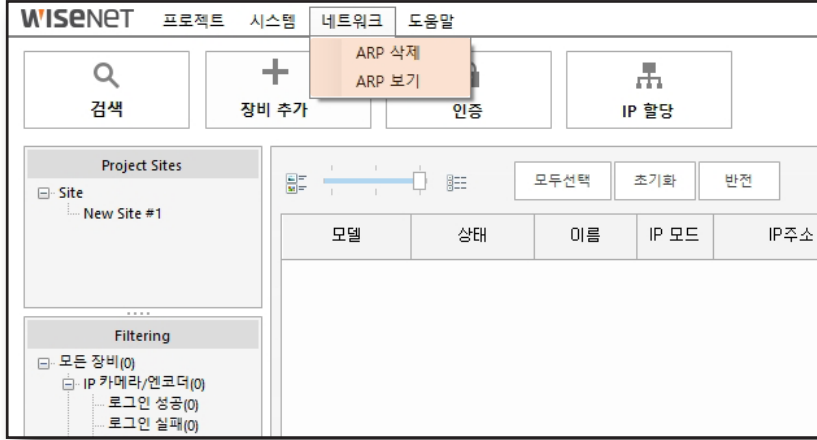 WISENET 프로젝트 시스템 네트워크 도움말
ARP 삭제
ARP 보기
검색 장비 추가 인증 IP 할당
Project Sites
Site
New Site #1
모두선택 초기화 반전
모델 상태 이름 IP 모드 IP주소
Filtering
모든 장비(0)
IP 카메라/엔코더(0)
로그인 성공(0)
로그인 실패(0)